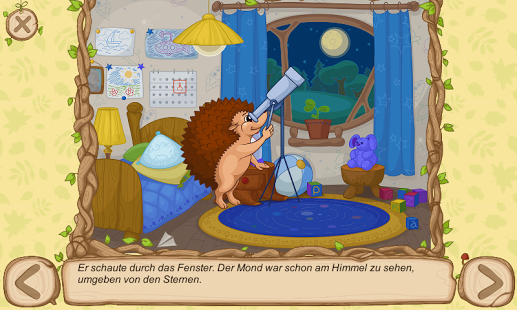 Er schaute durch das Fenster. Der Mond war schon am Himmel zu sehen,
umgeben von den Sternen.